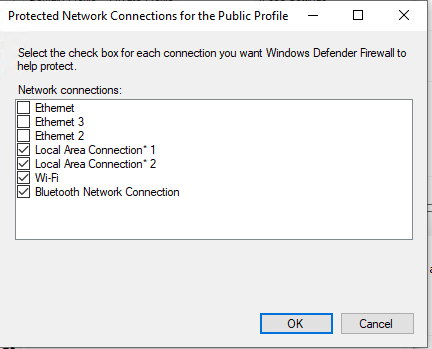 Protected Network Connections for the Public Profile
Select the check box for each connection you want Windows Defender Firewall to
help protect.
Network connections:
Ethernet
Ethernet 3
Ethernet 2
Local Area Connection* 1
Local Area Connection* 2
Wi-Fi
Bluetooth Network Connection
OK
Cancel